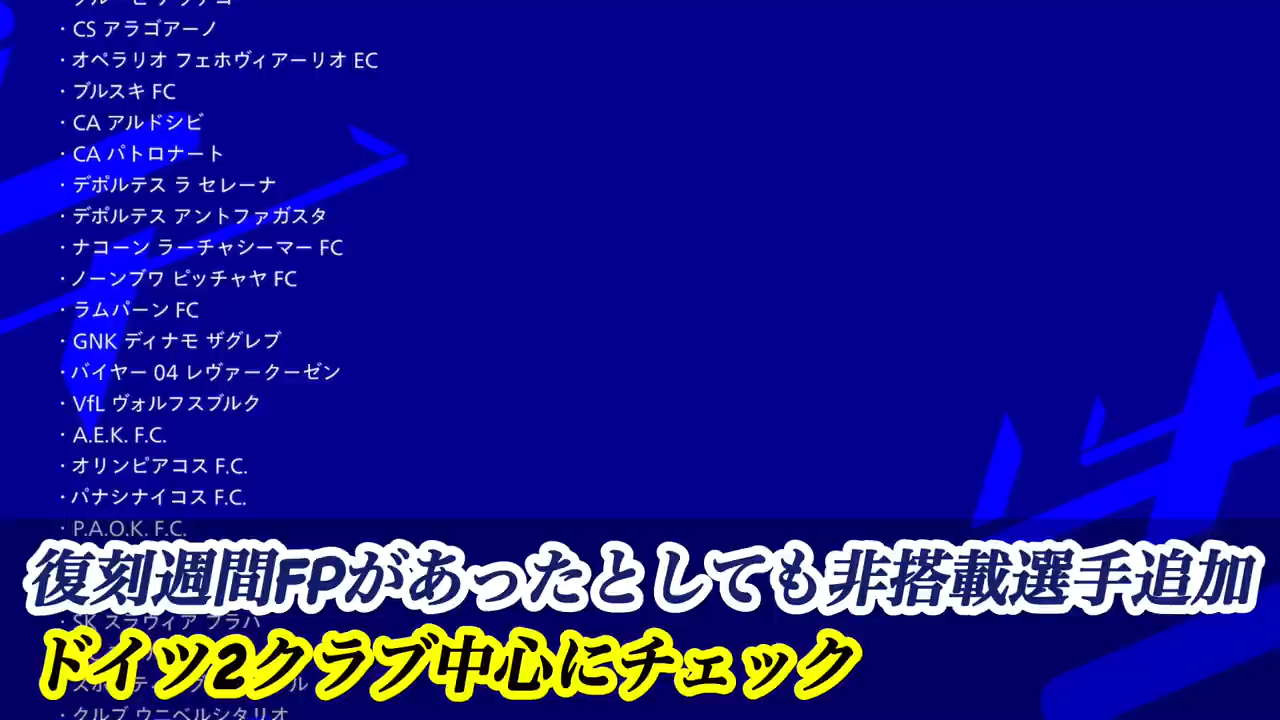 ・CS アラゴアーノ
・オペラリオ フェホヴィアーリオ EC
・ブルスキ FC
・CA アルドシビ
・CA パトロナート
・デポルテス ラ セレーナ
・デポルテス アントファガスタ
・ナコーン ラーチャシーマー FC
・ノーンブワ ピッチャヤ FC
・ラムパーン FC
・GNK ディナモ ザグレブ
・バイヤー 04 レヴァークーゼン
・VfL ヴォルフスブルク
・A.E.K. F.C.
・オリンピアコス F.C.
・パナシナイコス F.C.
・P.A.O.K. F.C.
復刻週間FPがあったとしても非搭載選手追加
・SK スラヴィア プラハ
ドイツ2クラブ中心にチェック
・クルブ ウニベルシタリオ